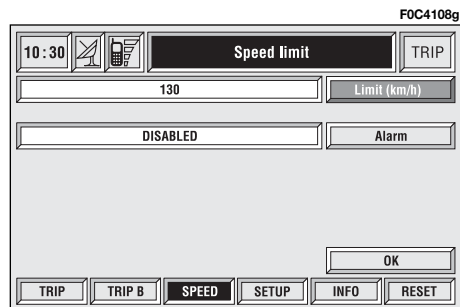 F0C4108g
10:30 Speed limit TRIP
130 Limit (km/h)
DISABLED Alarm
OK
TRIP TRIP B SPEED SETUP INFO RESET